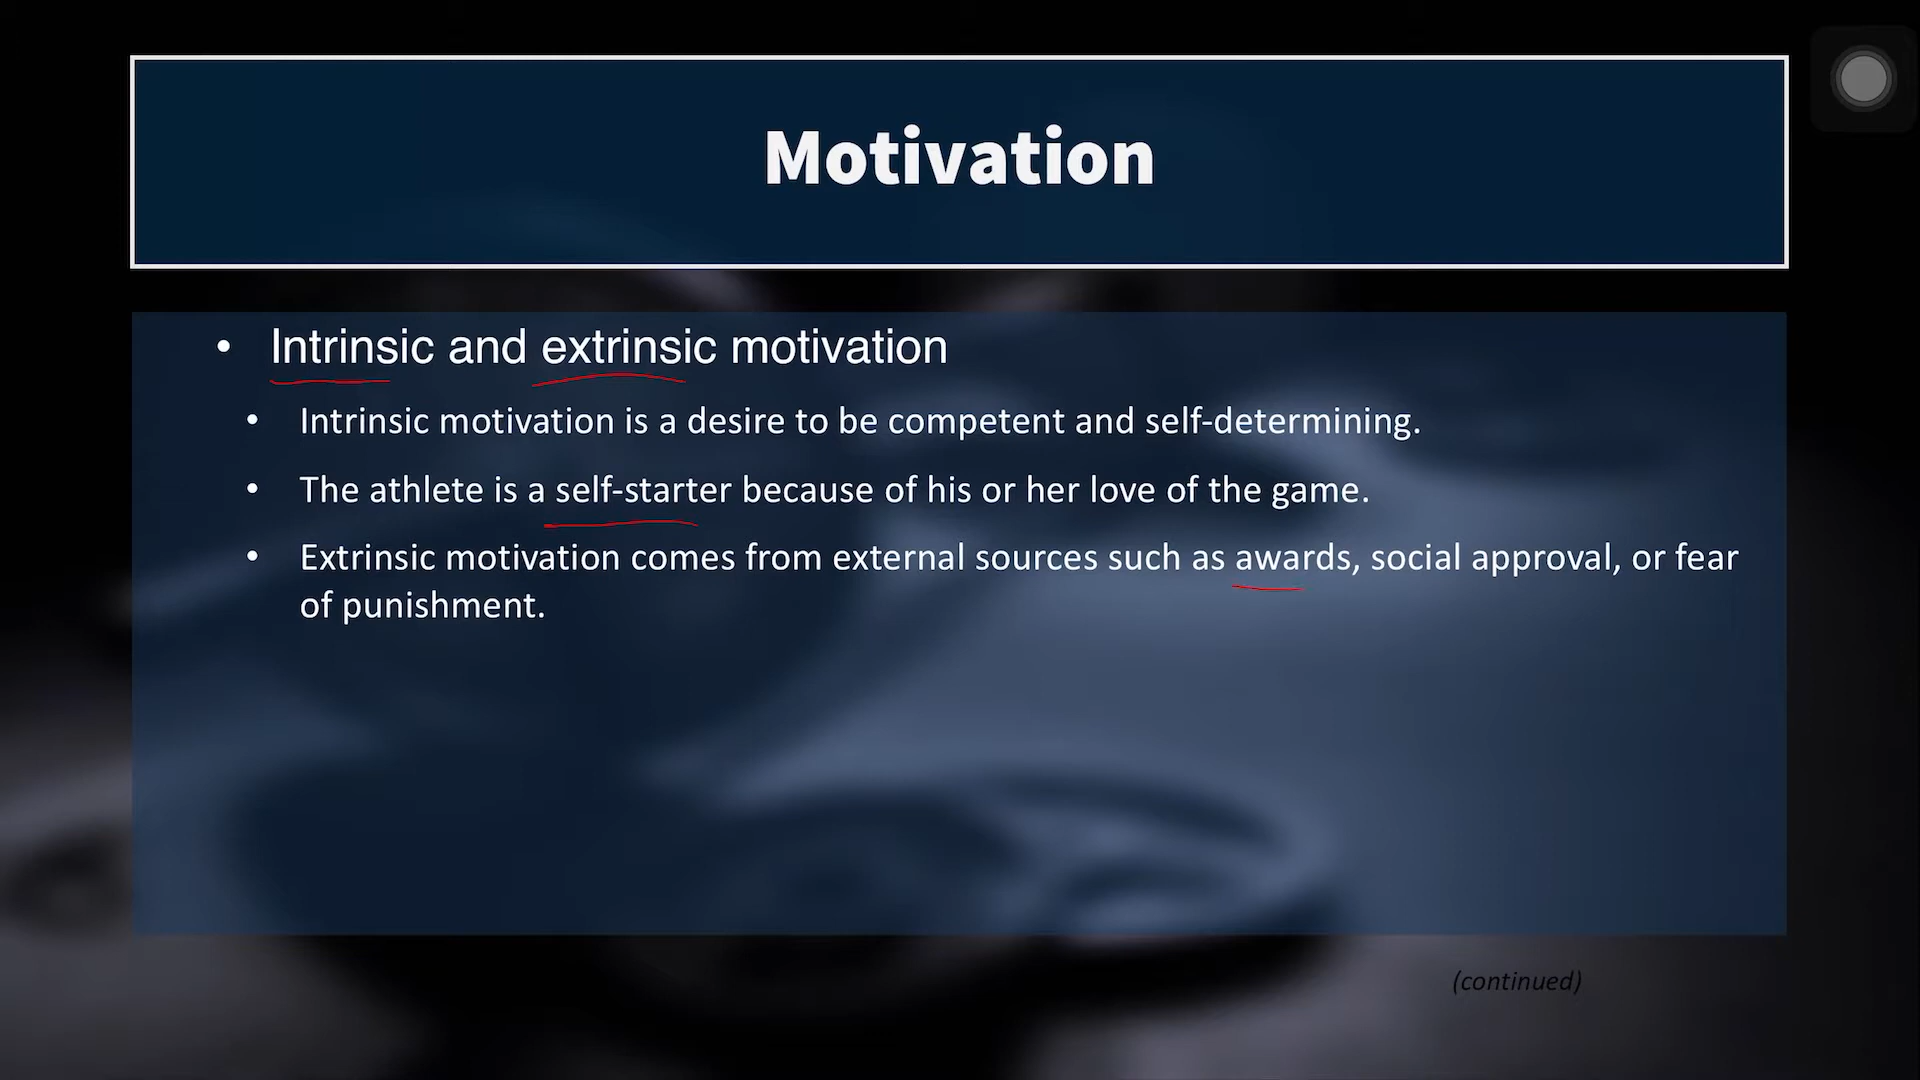 Motivation
• Intrinsic and extrinsic motivation
• Intrinsic motivation is a desire to be competent and self-determining.
• The athlete is a self-starter because of his or her love of the game.
• Extrinsic motivation comes from external sources such as awards, social approval, or fear
of punishment.
(continued)